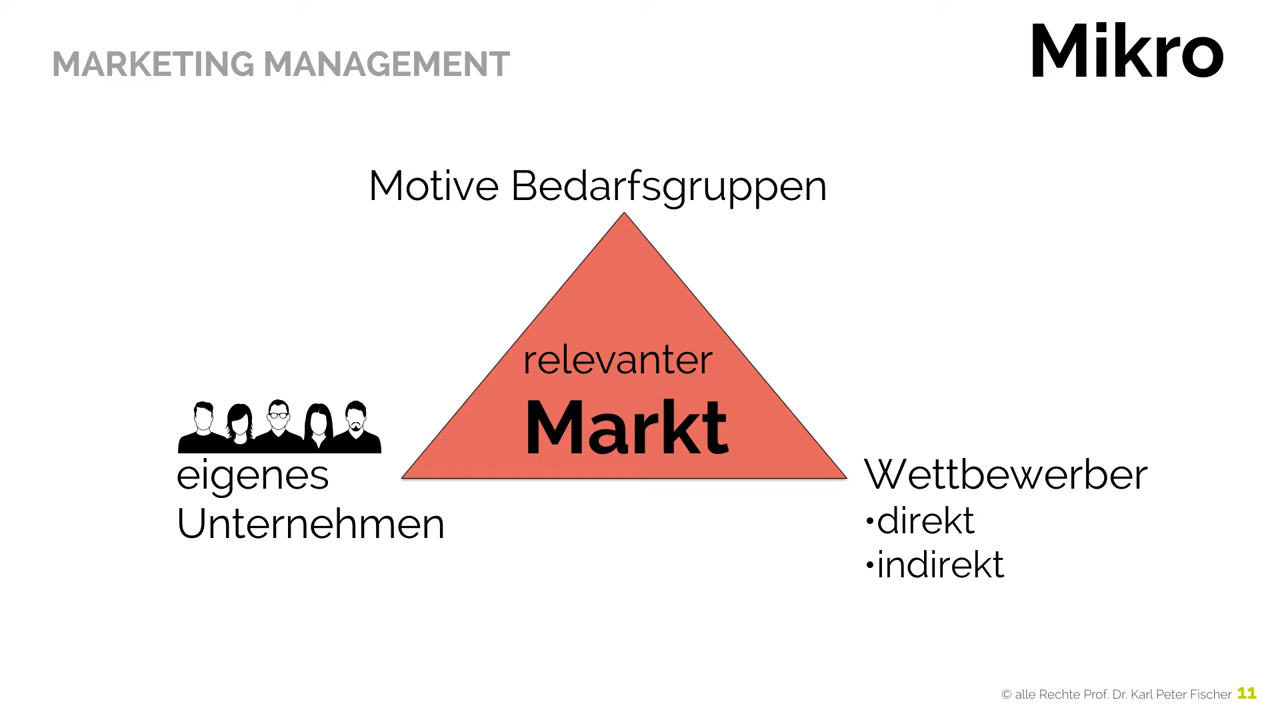 MARKETING MANAGEMENT
Mikro
Motive Bedarfsgruppen
relevanter
Markt
eigenes
Unternehmen
Wettbewerber
•direkt
•indirekt
© alle Rechte Prof. Dr. Karl Peter Fischer 11